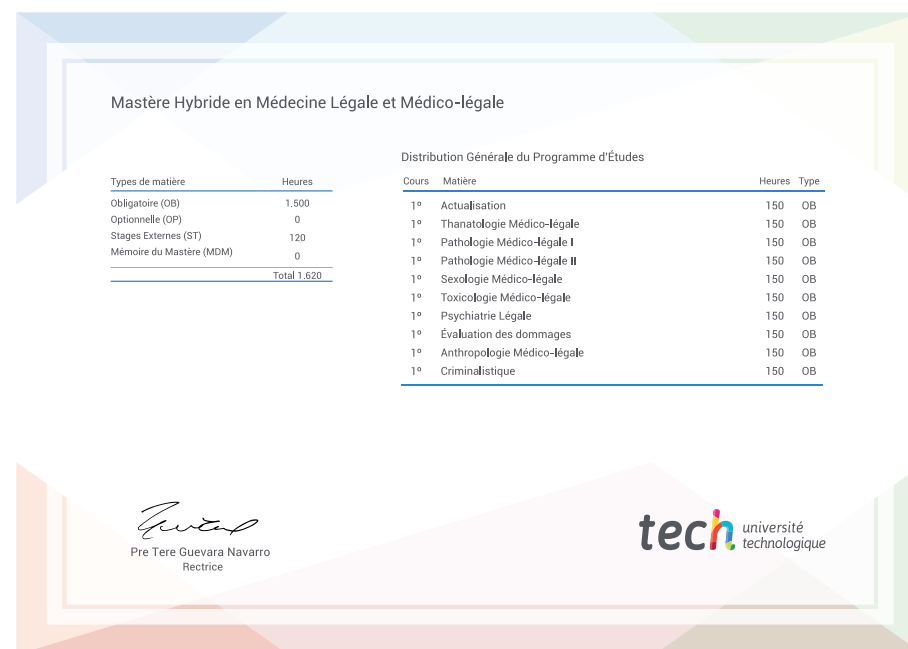 Mastère Hybride en Médecine Légale et Médico-légale
Types de matière Heures
Obligatoire (OB) 1.500
Optionnelle (OP) 0
Stages Externes (ST) 120
Mémoire du Mastère (MDM) 0
Total 1.620
Distribution Générale du Programme d'Études
Cours Matière Heures Type
1º Actualisation 150 OB
1º Thanatologie Médico-légale 150 OB
1º Pathologie Médico-légale I 150 OB
1º Pathologie Médico-légale II 150 OB
1º Sexologie Médico-légale 150 OB
1º Toxicologie Médico-légale 150 OB
1º Psychiatrie Légale 150 OB
1º Évaluation des dommages 150 OB
1º Anthropologie Médico-légale 150 OB
1º Criminalistique 150 OB
Pre Tere Guevara Navarro
Rectrice
tech université
technologique